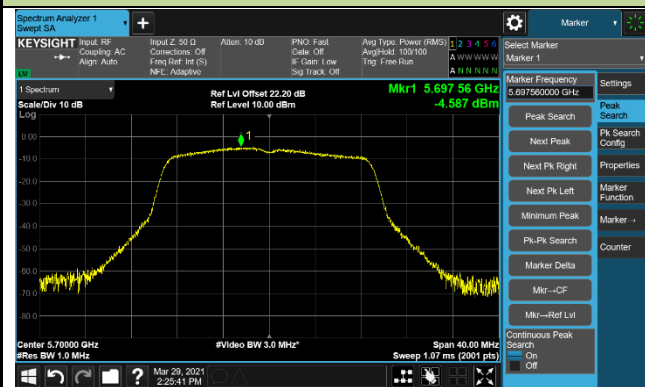 Spectrum Analyzer 1
Swept SA
Marker
KEYSIGHT
Input: RF
Coupling: AC
Align: Auto
Input Z: 50 Ω
Corrections: Off
Freq Ref: Int (S)
NFE: Adaptive
Atten: 10 dB
PNO: Fast
Gate: Off
IF Gain: Low
Sig Track: Off
Avg Type: Power (RMS)
Avg|Hold: 100/100
Trig: Free Run
1 2 3 4 5 6
A W W W W W
A N N N N N
LXI
Select Marker
Marker 1
1 Spectrum
Scale/Div 10 dB
Log
Ref Lvl Offset 22.20 dB
Ref Level 10.00 dBm
Mkr1 5.697 56 GHz
-4.587 dBm
1
0.00
-10.0
-20.0
-30.0
-40.0
-50.0
-60.0
-70.0
-80.0
Center 5.70000 GHz
#Res BW 1.0 MHz
#Video BW 3.0 MHz*
Span 40.00 MHz
Sweep 1.07 ms (2001 pts)
Marker Frequency
5.697560000 GHz
Peak Search
Next Peak
Next Pk Right
Next Pk Left
Minimum Peak
Pk-Pk Search
Marker Delta
Mkr→CF
Mkr→Ref Lvl
Continuous Peak
Search
On
Off
Settings
Peak
Search
Pk Search
Config
Properties
Marker
Function
Marker→
Counter
Mar 29, 2021
2:25:41 PM